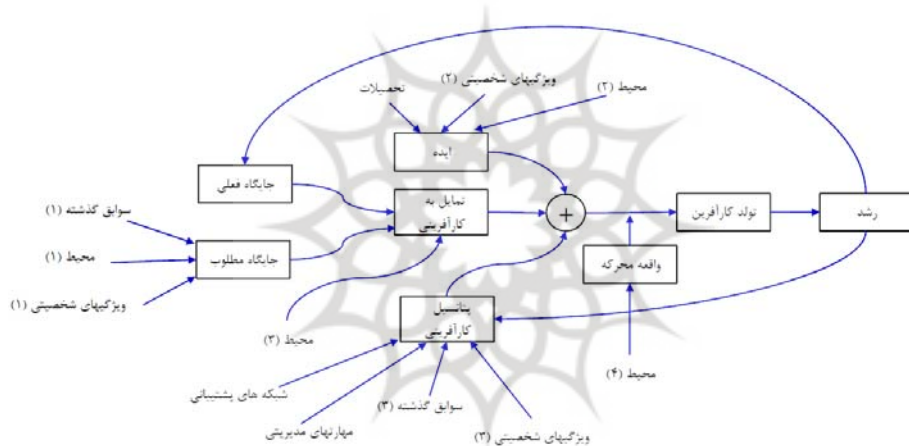 ویژگیهای شخصیتی (۲)
محیط (۲)
تحصیلات
ایده
جایگاه فعلی
تمایل به
کارآفرینی
+
تولد کارآفرین
رشد
سوابق گذشته (۱)
محیط (۱)
ویژگیهای شخصیتی (۱)
جایگاه مطلوب
واقعه محرکه
پتانسیل
کارآفرینی
محیط (۳)
محیط (۴)
شبکه های پشتیبانی
سوابق گذشته (۳)
مهارتهای مدیریتی
ویژگیهای شخصیتی (۳)